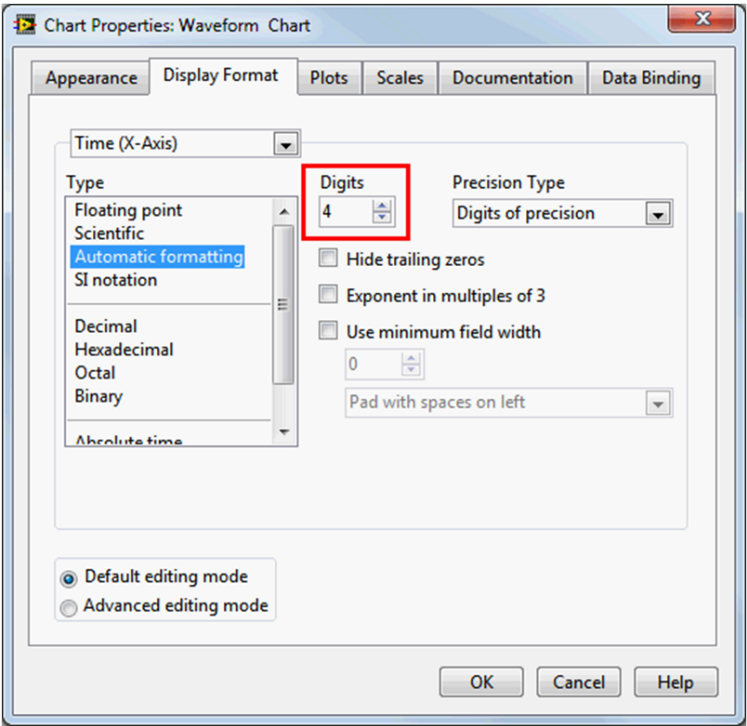 Chart Properties: Waveform Chart
Appearance Display Format Plots Scales Documentation Data Binding
Time (X-Axis)
Type
Floating point
Scientific
Automatic formatting
SI notation
Decimal
Hexadecimal
Octal
Binary
Absolute time
Digits
4
Precision Type
Digits of precision
Hide trailing zeros
Exponent in multiples of 3
Use minimum field width
0
Pad with spaces on left
Default editing mode
Advanced editing mode
OK Cancel Help